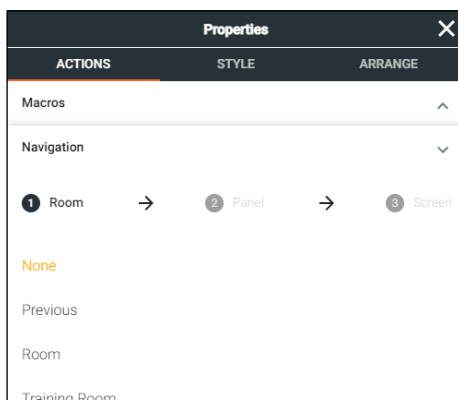 Properties
ACTIONS STYLE ARRANGE
Macros
Navigation
1 Room 2 Panel 3 Screen
None
Previous
Room
Training Room